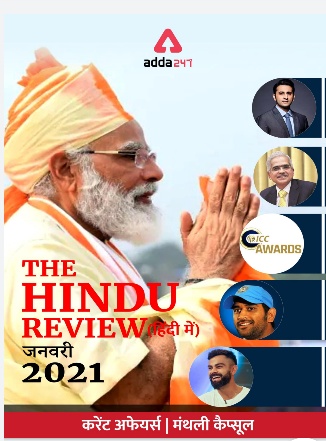 adda247
ICC
AWARDS
THE
HINDU
REVIEW (हिंदी में)
जनवरी
2021
करेंट अफेयर्स | मंथली कैप्सूल